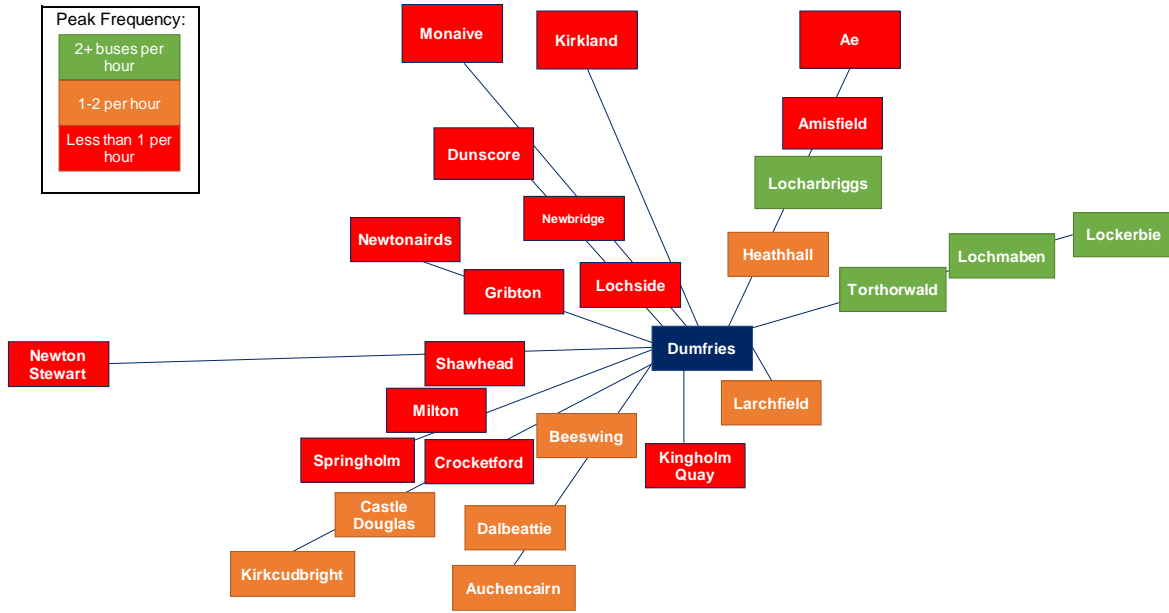 Peak Frequency:
2+ buses per
hour
1-2 per hour
Less than 1 per
hour
Monaive
Kirkland
Ae
Amisfield
Dunscore
Locharbriggs
Newbridge
Newtonairds
Heathhall
Lochmaben
Lockerbie
Gribton
Lochside
Torthorwald
Dumfries
Newton
Stewart
Shawhead
Milton
Larchfield
Beeswing
Springholm
Crocketford
Kingholm
Quay
Castle
Douglas
Dalbeattie
Kirkcudbright
Auchencairn